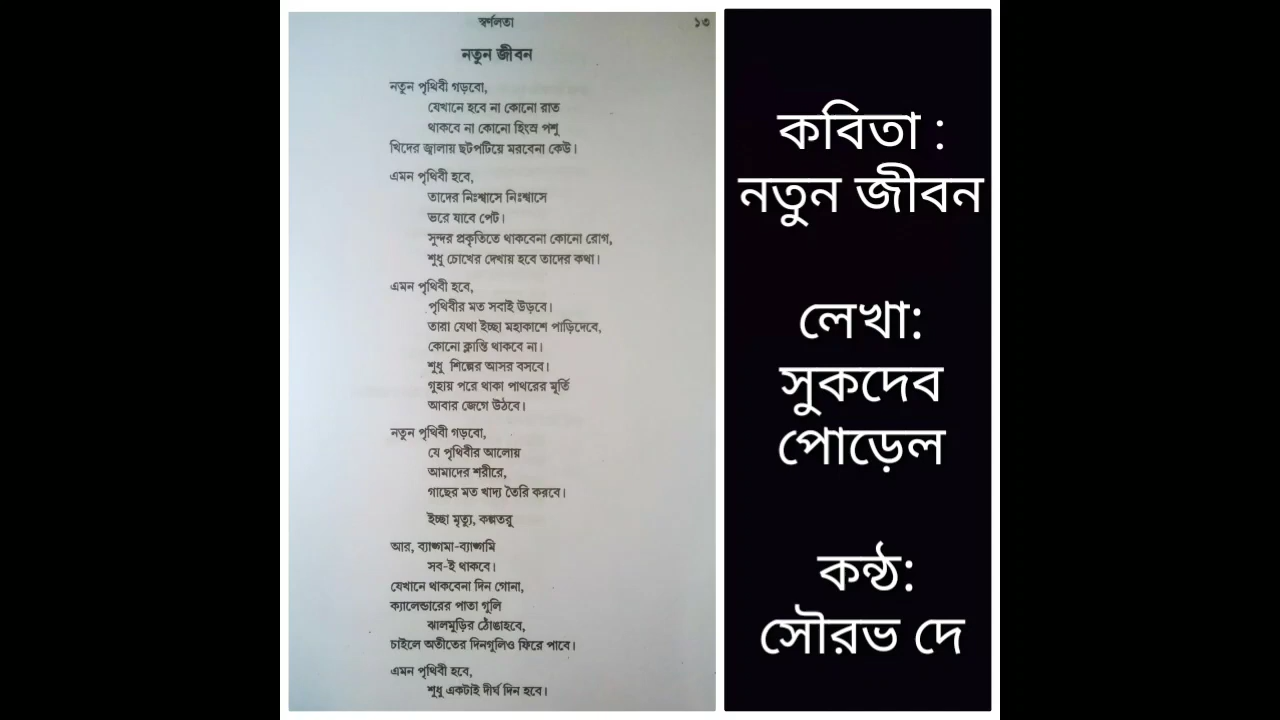 স্বর্ণলতা ১৩
নতুন জীবন
নতুন পৃথিবী গড়বো,
যেখানে হবে না কোনো রাত
থাকবে না কোনো হিংস্র পশু
খিদের জ্বালায় ছটপটিয়ে মরবেনা কেউ।
এমন পৃথিবী হবে,
তাদের নিঃশ্বাসে নিঃশ্বাসে
ভরে যাবে পেট।
সুন্দর প্রকৃতিতে থাকবেনা কোনো রোগ,
শুধু চোখের দেখায় হবে তাদের কথা।
এমন পৃথিবী হবে,
পৃথিবীর মত সবাই উড়বে।
তারা যেথা ইচ্ছা মহাকাশে পাড়িদেবে,
কোনো ক্লান্তি থাকবে না।
শুধু শিল্পের আসর বসবে।
গুহায় পরে থাকা পাথরের মূর্তি
আবার জেগে উঠবে।
নতুন পৃথিবী গড়বো,
যে পৃথিবীর আলোয়
আমাদের শরীরে,
গাছের মত খাদ্য তৈরি করবে।
ইচ্ছা মৃত্যু, কল্পতরু
আর, ব্যাঙ্গমা-ব্যাঙ্গমি
সব-ই থাকবে।
যেখানে থাকবেনা দিন গোনা,
ক্যালেন্ডারের পাতা গুলি
ঝালমুড়ির ঠোঙাহবে,
চাইলে অতীতের দিনগুলিও ফিরে পাবে।
এমন পৃথিবী হবে,
শুধু একটাই দীর্ঘ দিন হবে।
কবিতা :
নতুন জীবন
লেখা:
সুকদেব
পোড়েল
কন্ঠ:
সৌরভ দে